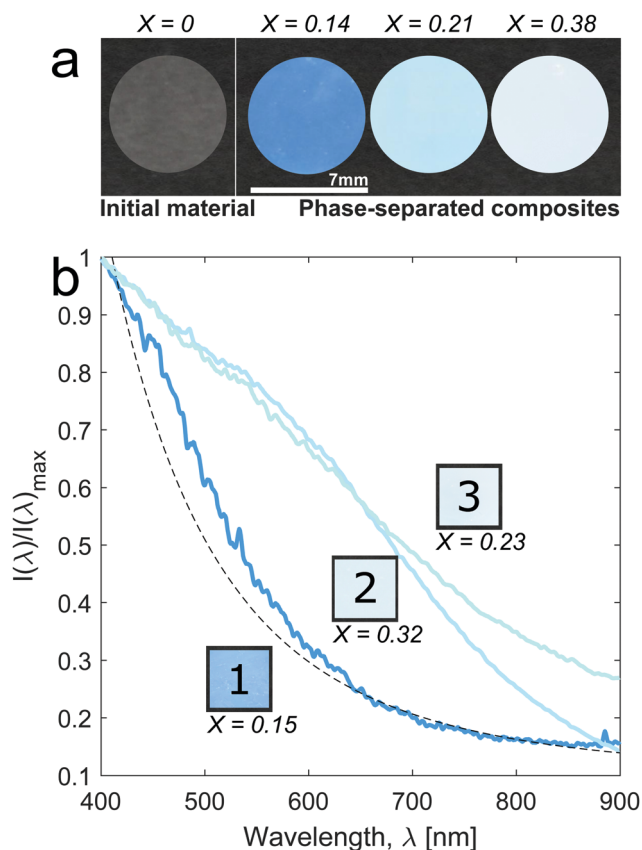 X = 0 X = 0.14 X = 0.21 X = 0.38
a
7mm
Initial material Phase-separated composites
b
1
0.9
0.8
0.7
0.6
0.5
0.4
0.3
0.2
0.1
I(λ)/I(λ)max
3
X = 0.23
2
X = 0.32
1
X = 0.15
400 500 600 700 800 900
Wavelength, λ [nm]